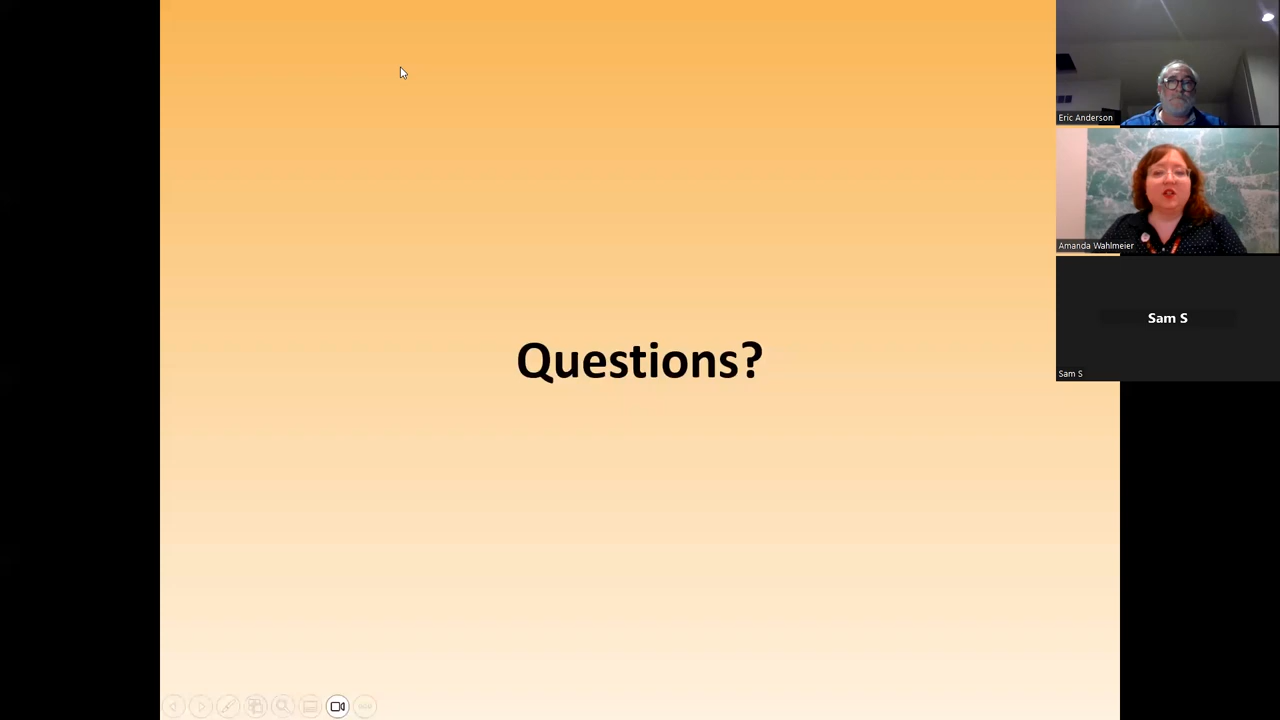 Eric Anderson
Amanda Wahlmeier
Questions?
Sam S
Sam S